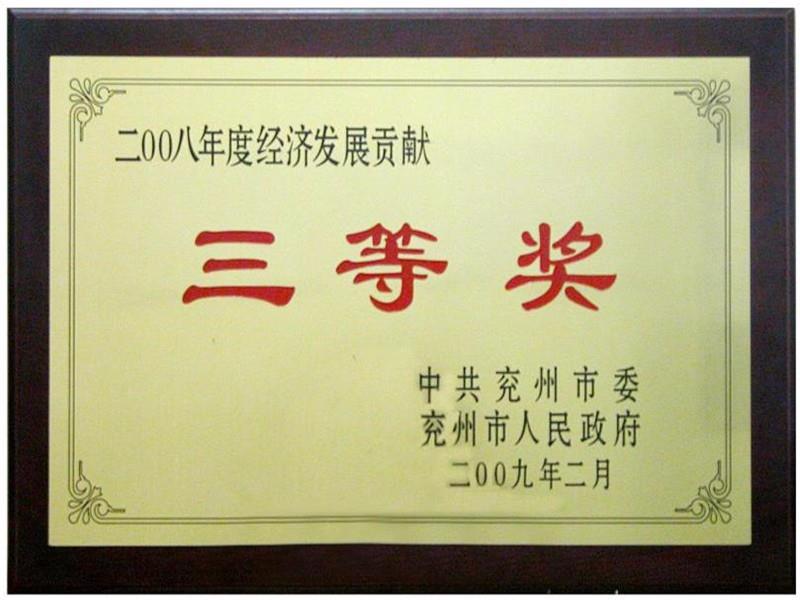 二00八年度经济发展贡献
三等奖
中共兖州市委
兖州市人民政府
二00九年二月